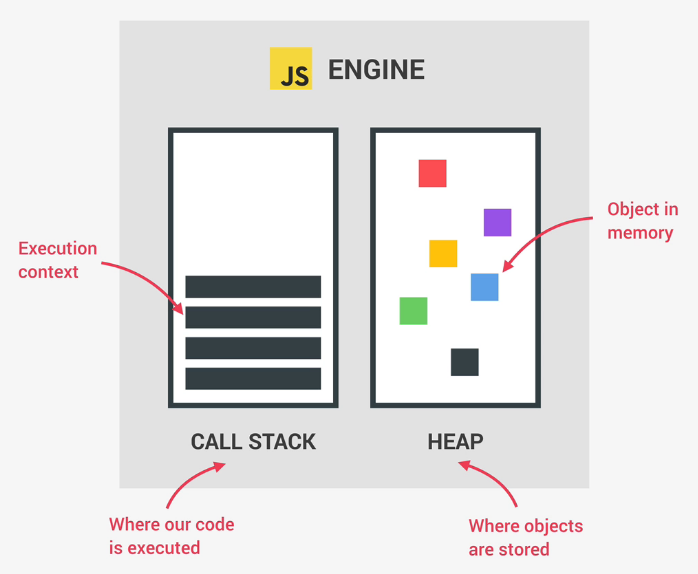 JS ENGINE
Execution
context
Object in
memory
CALL STACK
HEAP
Where our code
is executed
Where objects
are stored